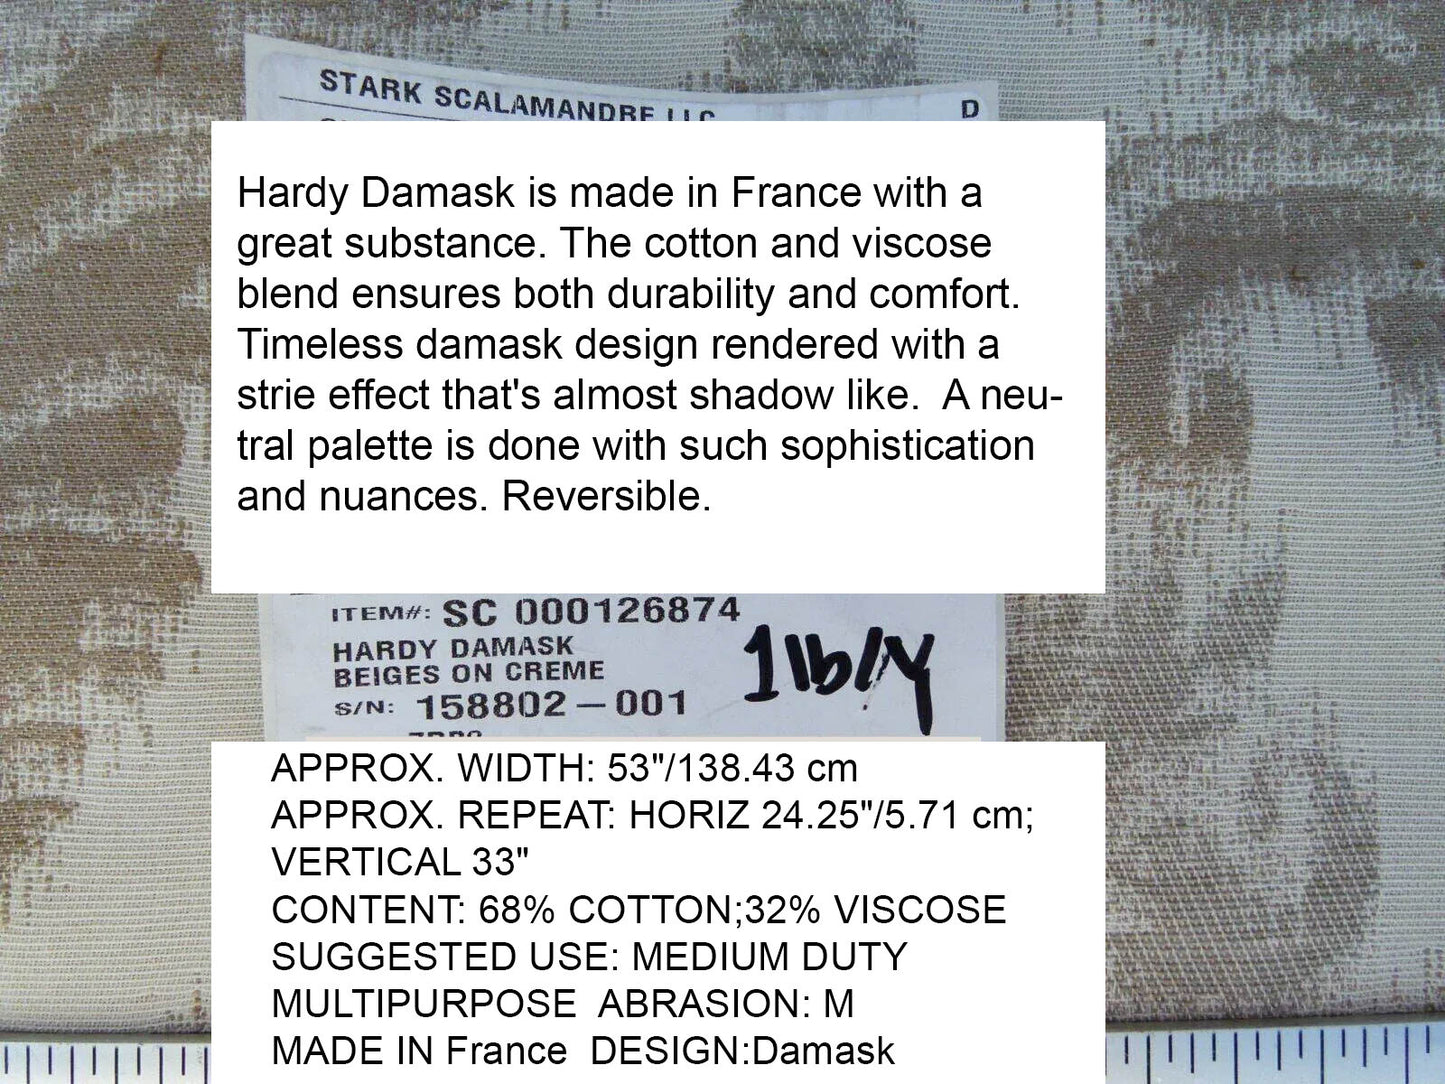 STARK SCALAMANDRE LLC
D
Hardy Damask is made in France with a
great substance. The cotton and viscose
blend ensures both durability and comfort.
Timeless damask design rendered with a
strie effect that's almost shadow like.  A neu-
tral palette is done with such sophistication
and nuances. Reversible.
ITEM#: SC 000126874
HARDY DAMASK
BEIGES ON CREME
1lb/y
S/N: 158802-001
APPROX. WIDTH: 53"/138.43 cm
APPROX. REPEAT: HORIZ 24.25"/5.71 cm;
VERTICAL 33"
CONTENT: 68% COTTON;32% VISCOSE
SUGGESTED USE: MEDIUM DUTY
MULTIPURPOSE  ABRASION: M
MADE IN France  DESIGN:Damask